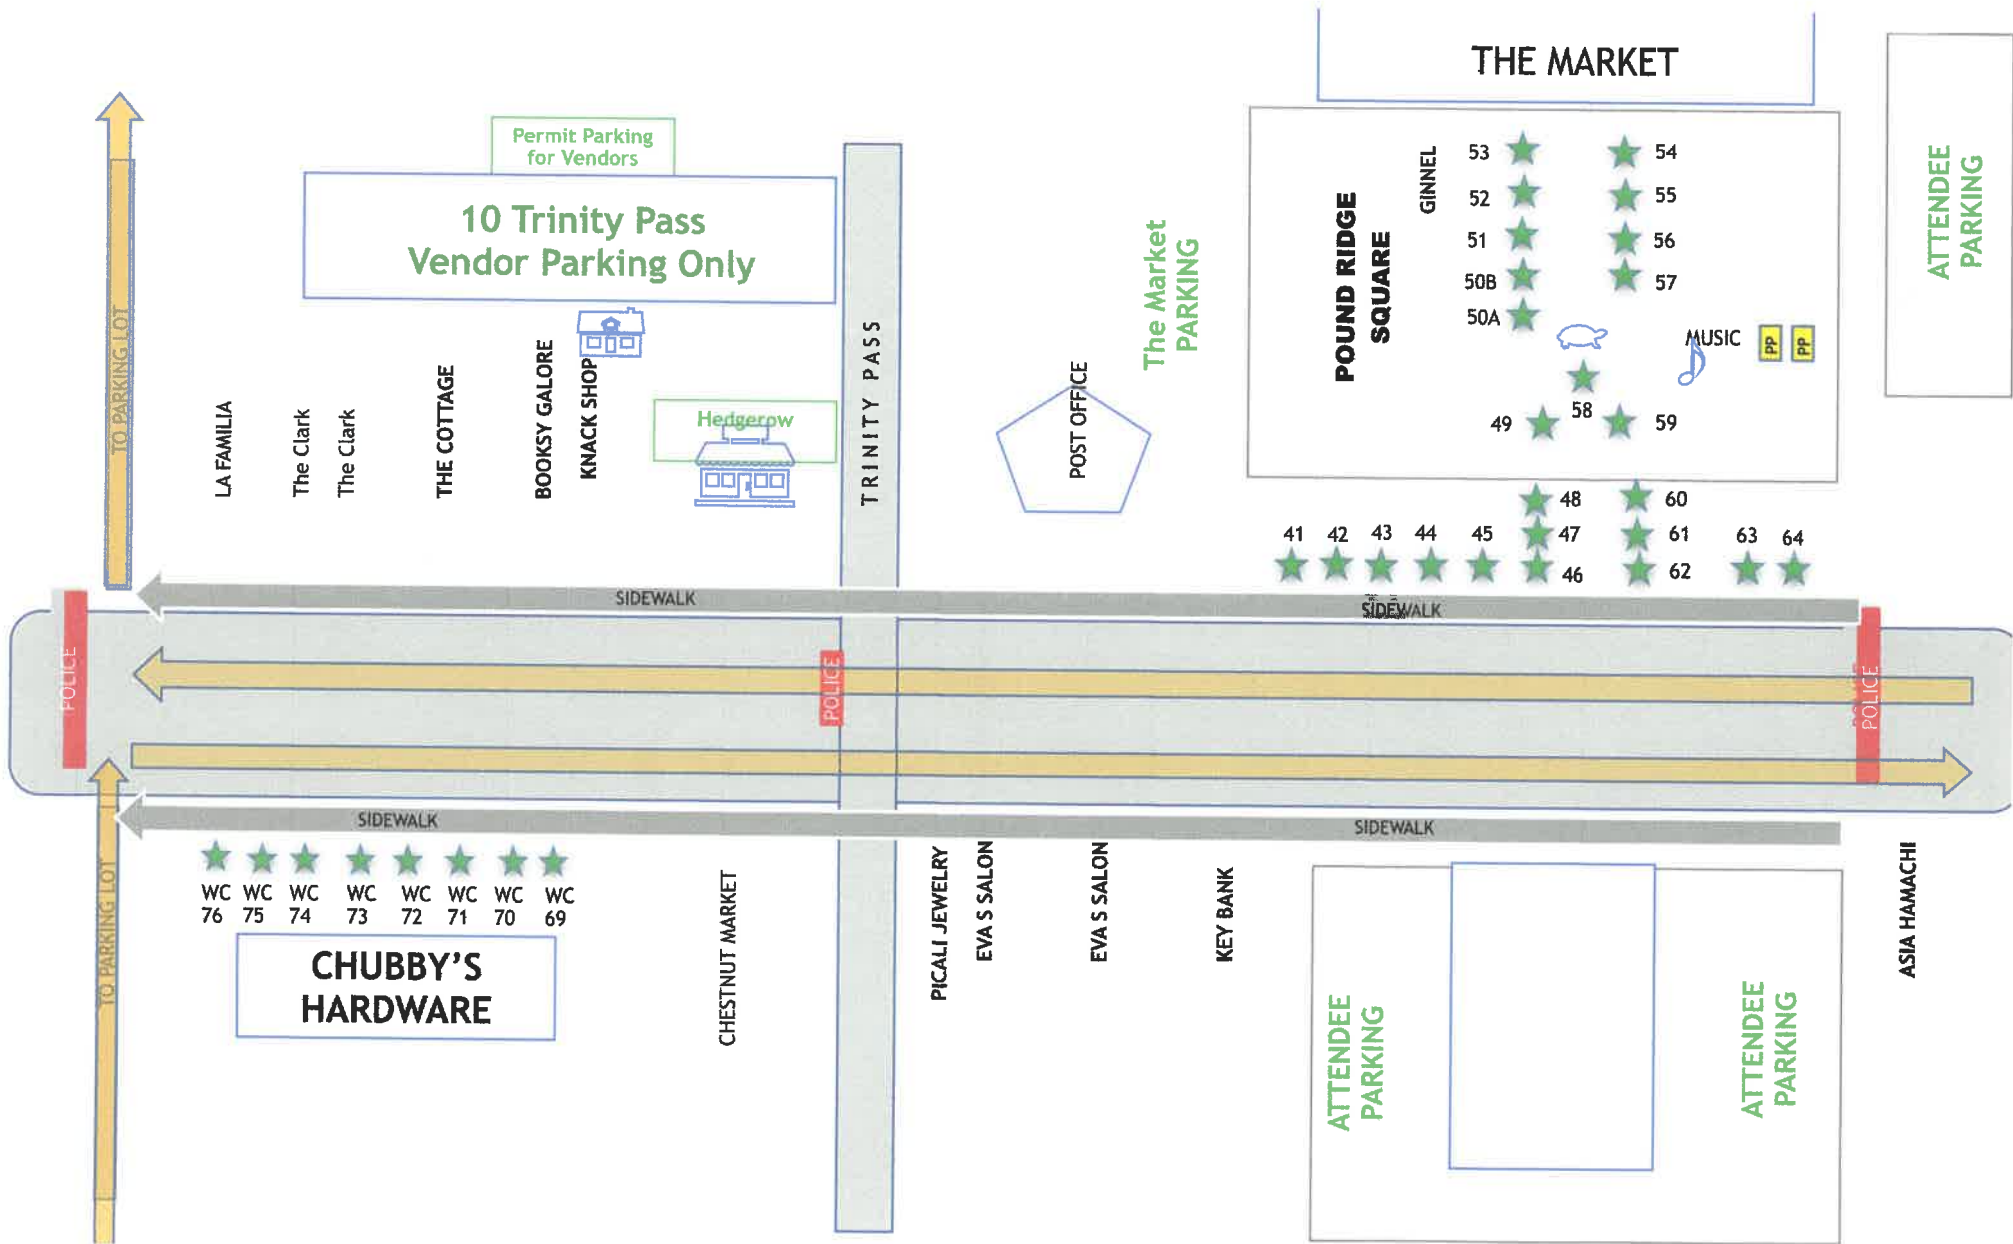 THE MARKET
Permit Parking
for Vendors
10 Trinity Pass
Vendor Parking Only
TO PARKING LOT
LA FAMILIA
The Clark
The Clark
THE COTTAGE
BOOKSY GALORE
KNACK SHOP
Hedgerow
TRINITY PASS
POST OFFICE
The Market
PARKING
POUND RIDGE
SQUARE
GINNEL
53
54
52
55
51
56
50B
57
50A
MUSIC
PP
PP
58
49
59
ATTENDEE
PARKING
48
60
41
42
43
44
45
47
61
63
64
46
62
SIDEWALK
SIDEWALK
POLICE
POLICE
POLICE
SIDEWALK
SIDEWALK
TO PARKING LOT
WC
76
WC
75
WC
74
WC
73
WC
72
WC
71
WC
70
WC
69
CHUBBY'S
HARDWARE
CHESTNUT MARKET
PICALI JEWELRY
EVA S SALON
EVA S SALON
KEY BANK
ATTENDEE
PARKING
ATTENDEE
PARKING
ASIA HAMACHI